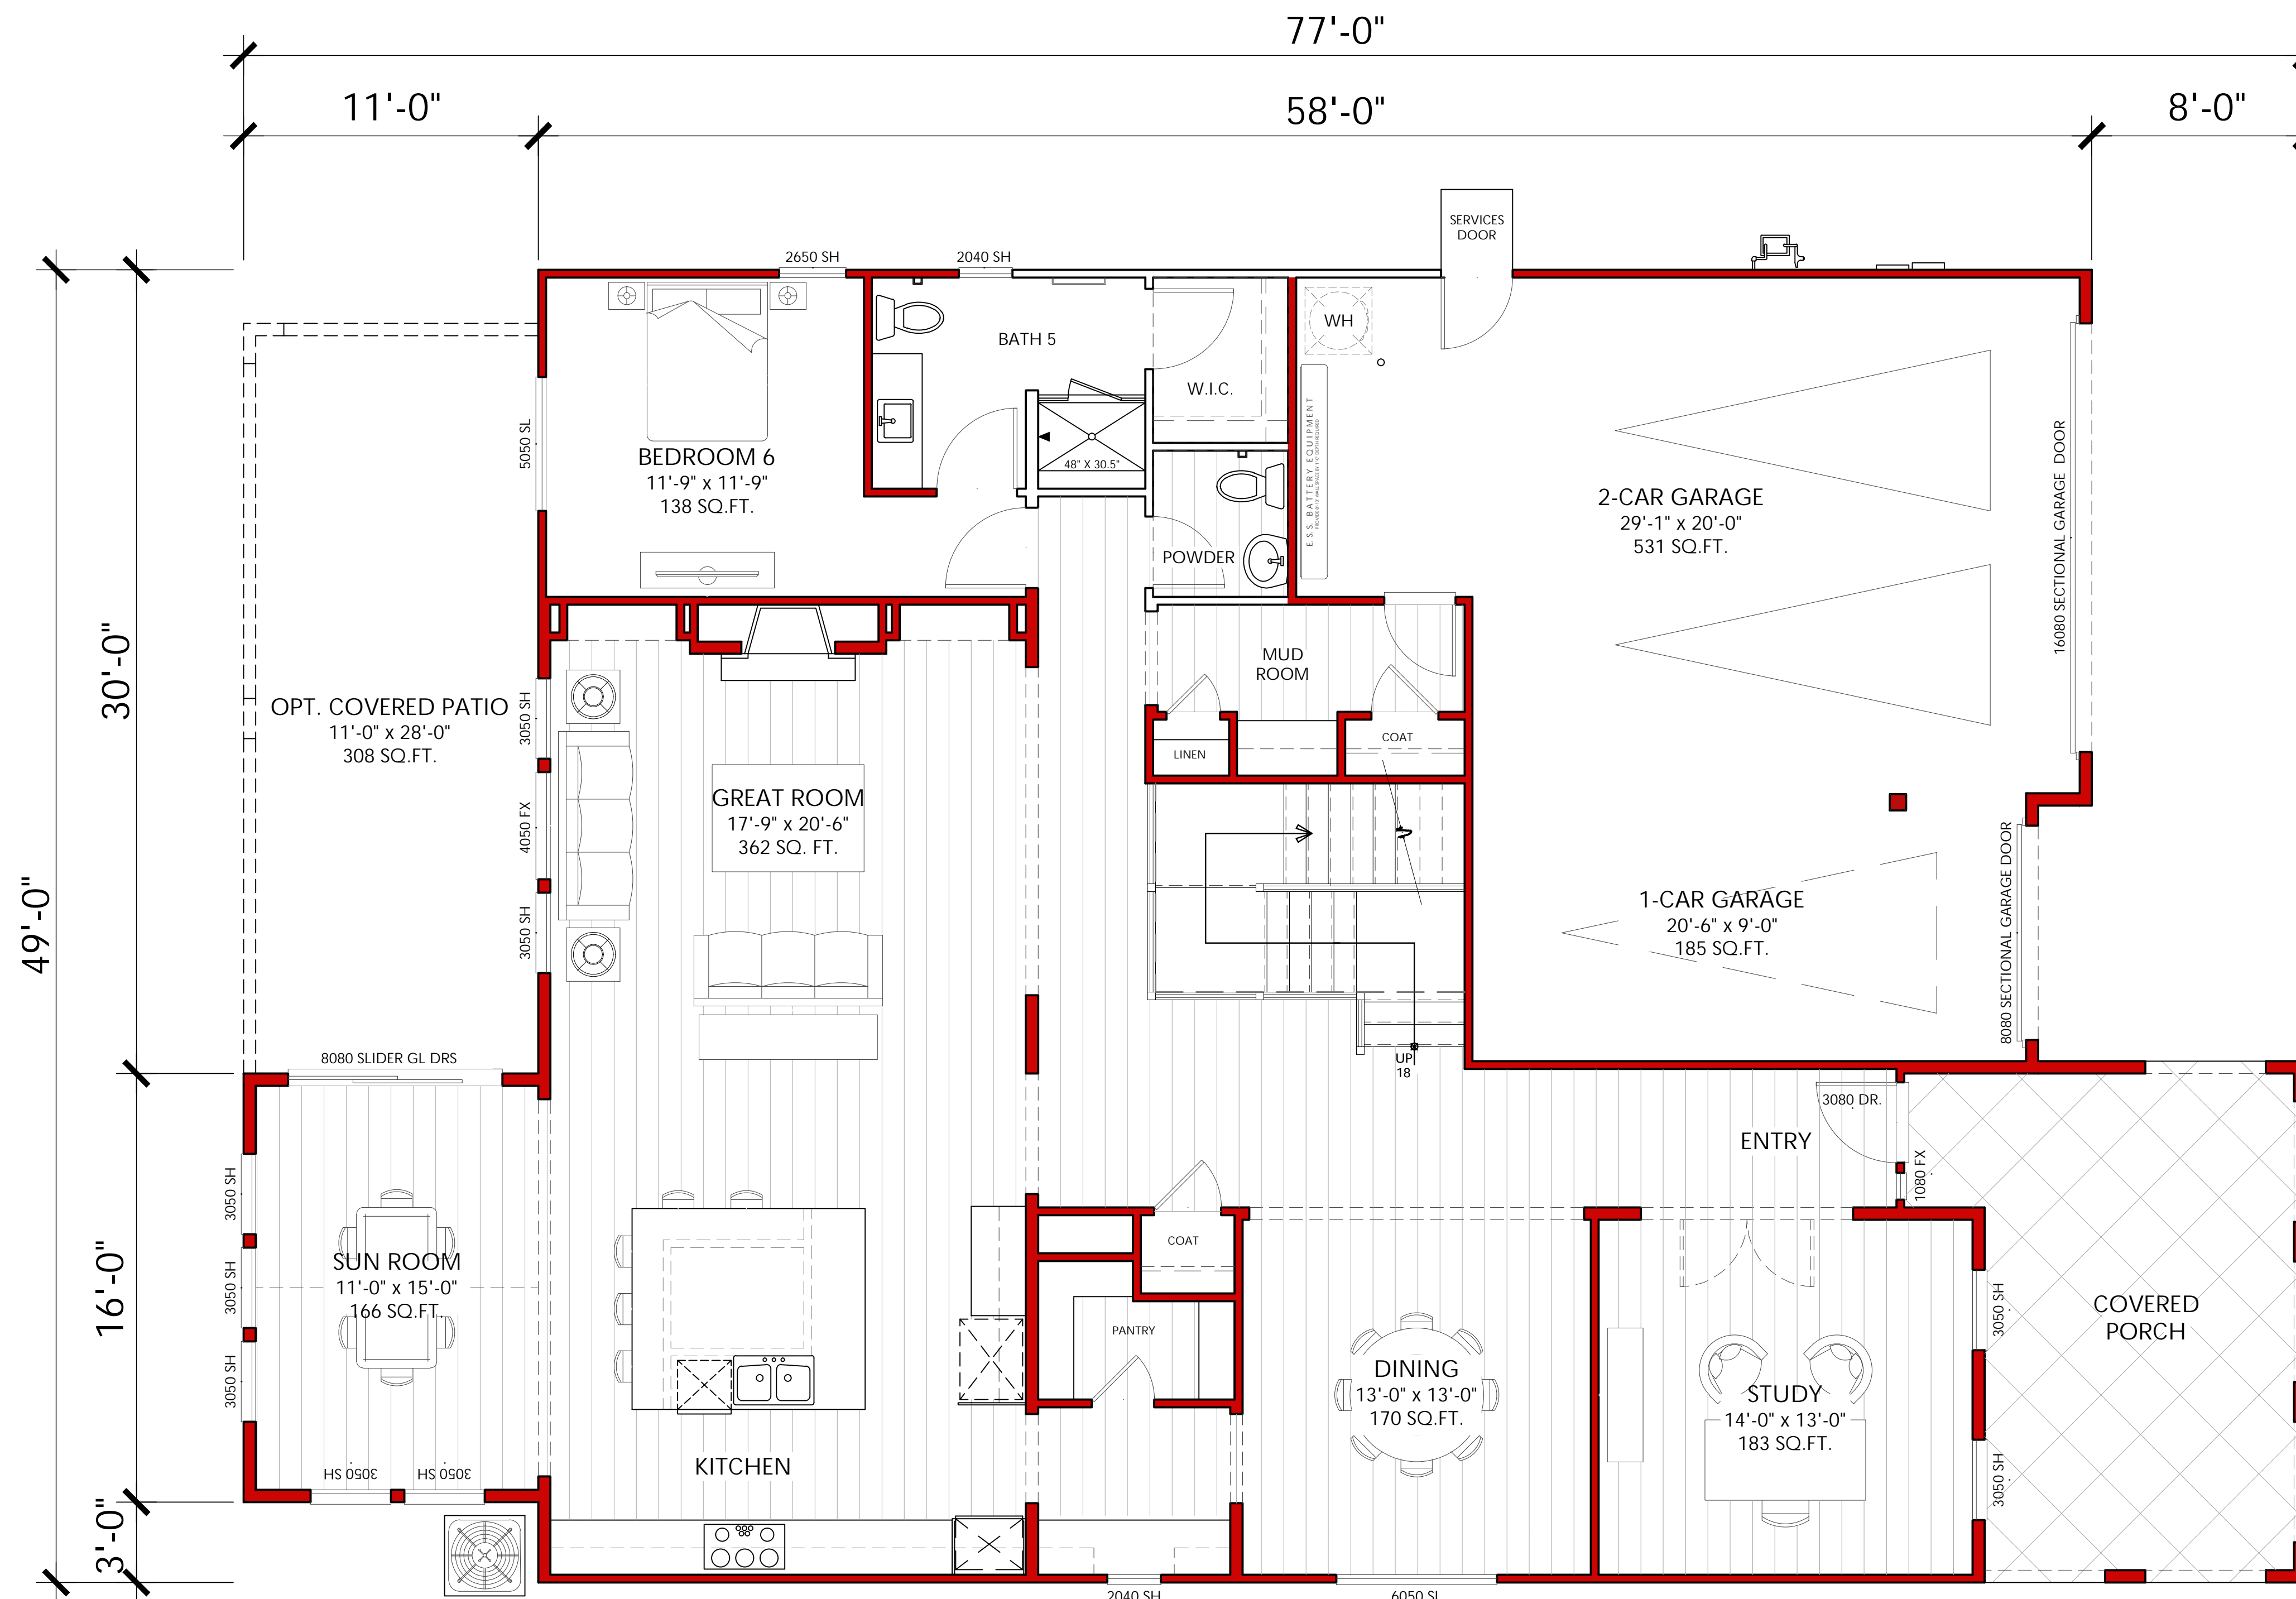 77'-0"
11'-0"
58'-0"
8'-0"
SERVICES
DOOR
2650 SH
2040 SH
WH
BATH 5
W.I.C.
5050 SL
48" X 30.5"
BEDROOM 6
11'-9" x 11'-9"
138 SQ.FT.
E.S.S. BATTERY EQUIPMENT
2-CAR GARAGE
29'-1" x 20'-0"
531 SQ.FT.
16080 SECTIONAL GARAGE DOOR
POWDER
30'-0"
MUD
ROOM
OPT. COVERED PATIO
11'-0" x 28'-0"
308 SQ.FT.
3050 SH
LINEN
COAT
GREAT ROOM
17'-9" x 20'-6"
362 SQ. FT.
4050 FX
3050 SH
49'-0"
1-CAR GARAGE
20'-6" x 9'-0"
185 SQ.FT.
8080 SECTIONAL GARAGE DOOR
8080 SLIDER GL DRS
UP
18
3080 DR.
ENTRY
1080 FX
3050 SH
3050 SH
3050 SH
16'-0"
SUN ROOM
11'-0" x 15'-0"
166 SQ.FT.
COAT
PANTRY
DINING
13'-0" x 13'-0"
170 SQ.FT.
STUDY
14'-0" x 13'-0"
183 SQ.FT.
3050 SH
3050 SH
COVERED
PORCH
KITCHEN
3050 SH
3050 SH
3'-0"
2040 SH
6050 SL